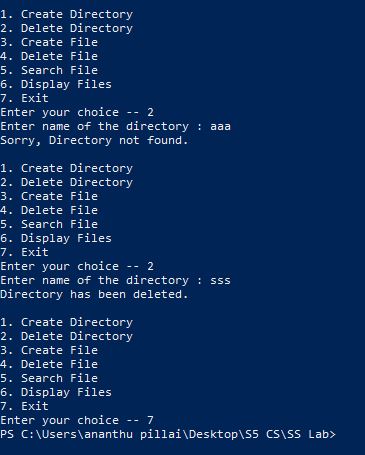 1. Create Directory
2. Delete Directory
3. Create File
4. Delete File
5. Search File
6. Display Files
7. Exit
Enter your choice -- 2
Enter name of the directory : aaa
Sorry, Directory not found.
1. Create Directory
2. Delete Directory
3. Create File
4. Delete File
5. Search File
6. Display Files
7. Exit
Enter your choice -- 2
Enter name of the directory : sss
Directory has been deleted.
1. Create Directory
2. Delete Directory
3. Create File
4. Delete File
5. Search File
6. Display Files
7. Exit
Enter your choice -- 7
PS C:\Users\ananthu pillai\Desktop\S5 CS\SS Lab>